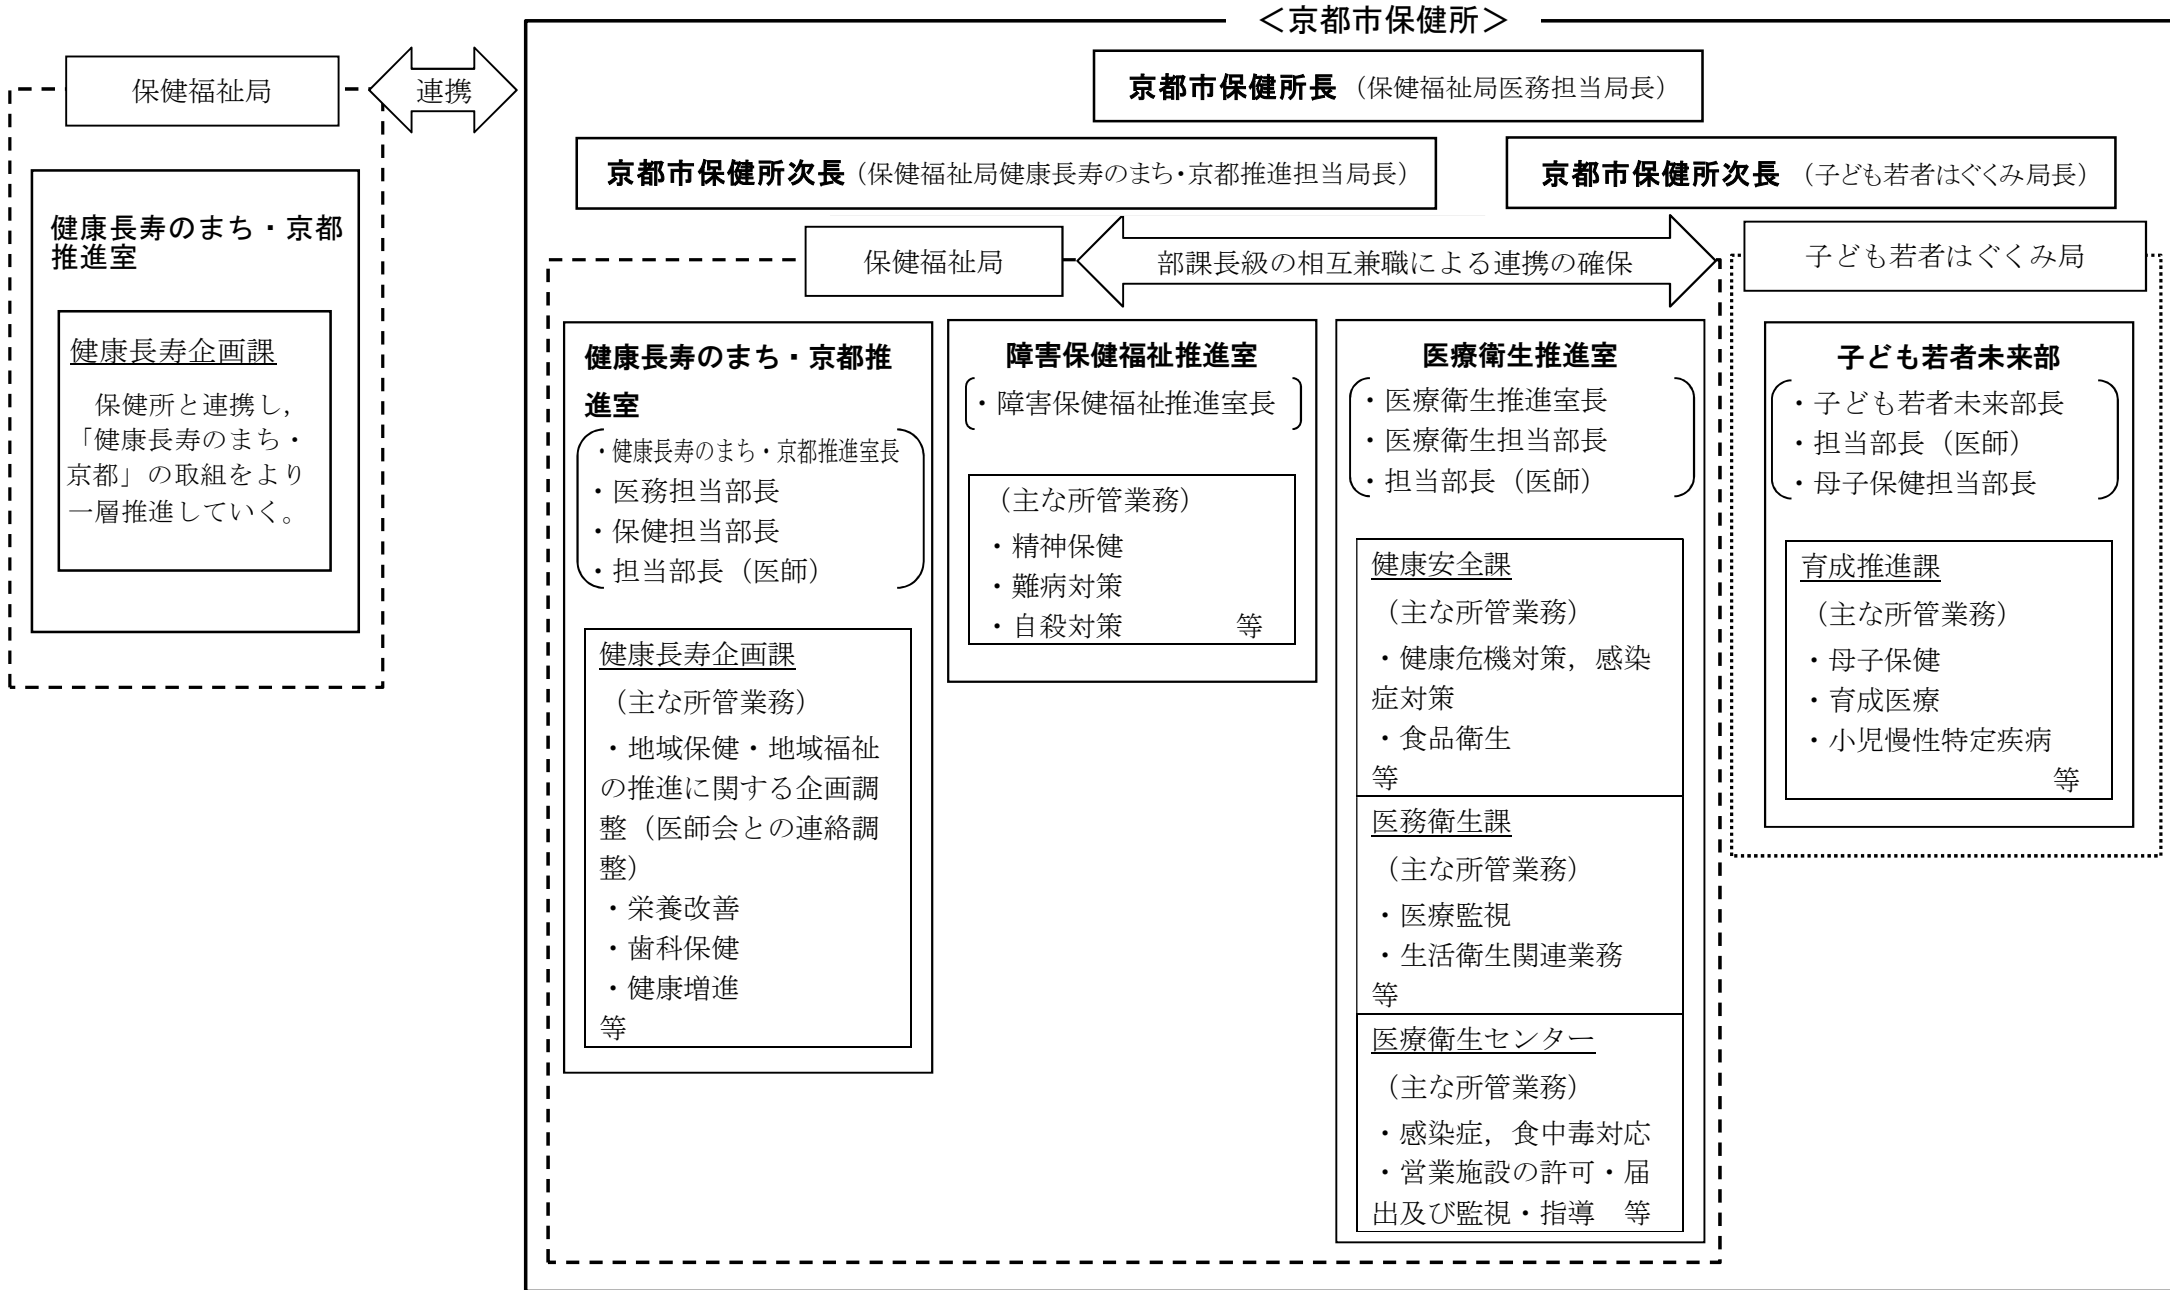 ＜京都市保健所＞
保健福祉局
連携
京都市保健所長（保健福祉局医務担当局長）
京都市保健所次長（保健福祉局健康長寿のまち・京都推進担当局長）
京都市保健所次長（子ども若者はぐくみ局長）
健康長寿のまち・京都
推進室
健康長寿企画課
保健所と連携し，
「健康長寿のまち・
京都」の取組をより
一層推進していく。
保健福祉局
部課長級の相互兼職による連携の確保
子ども若者はぐくみ局
健康長寿のまち・京都推
進室
・健康長寿のまち・京都推進室長
・医務担当部長
・保健担当部長
・担当部長（医師）
健康長寿企画課
（主な所管業務）
・地域保健・地域福祉
の推進に関する企画調
整（医師会との連絡調
整）
・栄養改善
・歯科保健
・健康増進
等
障害保健福祉推進室
・障害保健福祉推進室長
（主な所管業務）
・精神保健
・難病対策
・自殺対策　　　　等
医療衛生推進室
・医療衛生推進室長
・医療衛生担当部長
・担当部長（医師）
健康安全課
（主な所管業務）
・健康危機対策，感染
症対策
・食品衛生
等
医務衛生課
（主な所管業務）
・医療監視
・生活衛生関連業務
等
医療衛生センター
（主な所管業務）
・感染症，食中毒対応
・営業施設の許可・届
出及び監視・指導　等
子ども若者未来部
・子ども若者未来部長
・担当部長（医師）
・母子保健担当部長
育成推進課
（主な所管業務）
・母子保健
・育成医療
・小児慢性特定疾病
等